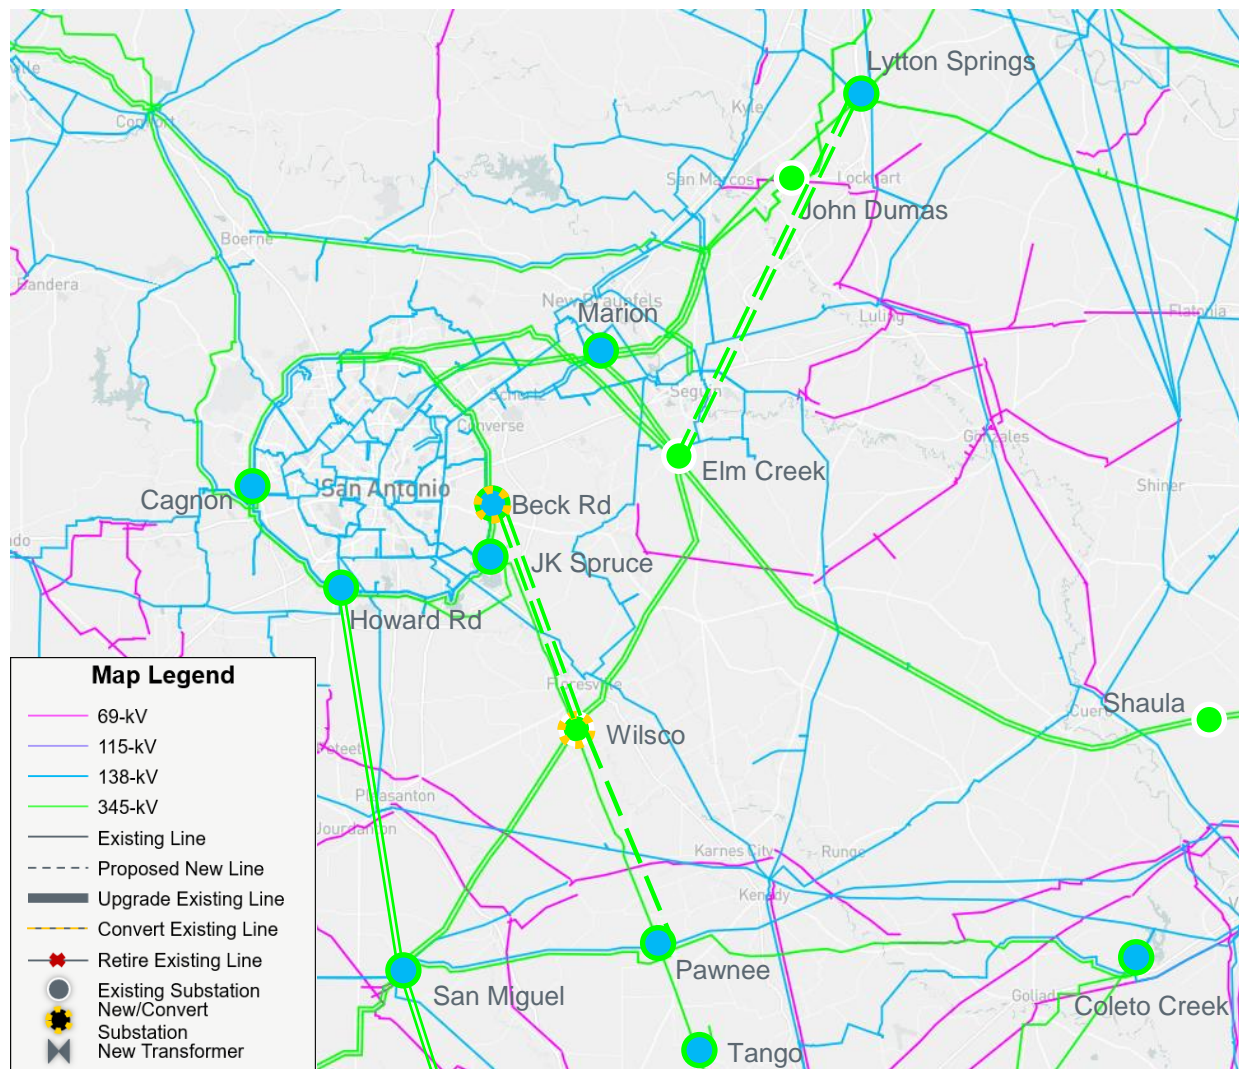 Lytton Springs
ville
Kyle
Comfort
San Marcos
Lockhart
John Dumas
Boerne
Bandera
New Braunfels
Marion
Luling
Flatonia
Seguin
Schertz
Converse
Gonzales
Elm Creek
Shiner
San Antonio
Cagnon
Beck Rd
ndo
JK Spruce
Howard Rd
Map Legend
69-kV
115-kV
138-kV
345-kV
Existing Line
Proposed New Line
Upgrade Existing Line
Convert Existing Line
Retire Existing Line
Existing Substation
New/Convert
Substation
New Transformer
Floresville
Shaula
Cuero
Wilsco
Poteet
Pleasanton
Jourdanton
Karnes City
Runge
Kenedy
Pawnee
San Miguel
Goliad
Coleto Creek
Tango